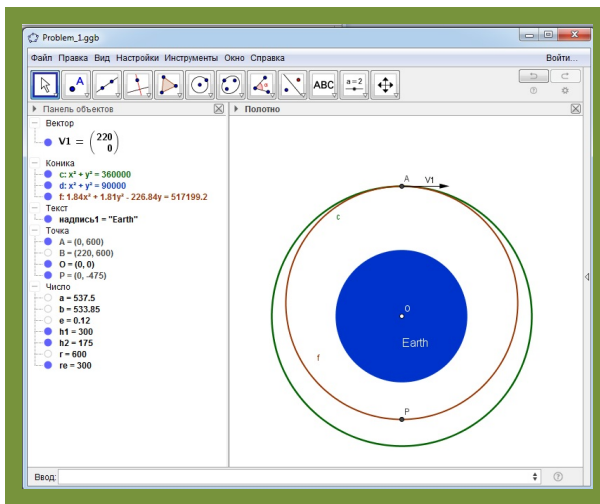 Problem_1.ggb
Файл Правка Вид Настройки Инструменты Окно Справка Войти...
ABC a=2
Панель объектов
Полотно
Вектор
V1 = (220 0)
Коника
c: x² + y² = 360000
d: x² + y² = 90000
f: 1.84x² + 1.81y² - 226.84y = 517199.2
Текст
надпись1 = "Earth"
Точка
A = (0, 600)
B = (220, 600)
O = (0, 0)
P = (0, -475)
Число
a = 537.5
b = 533.85
e = 0.12
h1 = 300
h2 = 175
r = 600
re = 300
A
V1
c
O
Earth
f
P
Ввод: